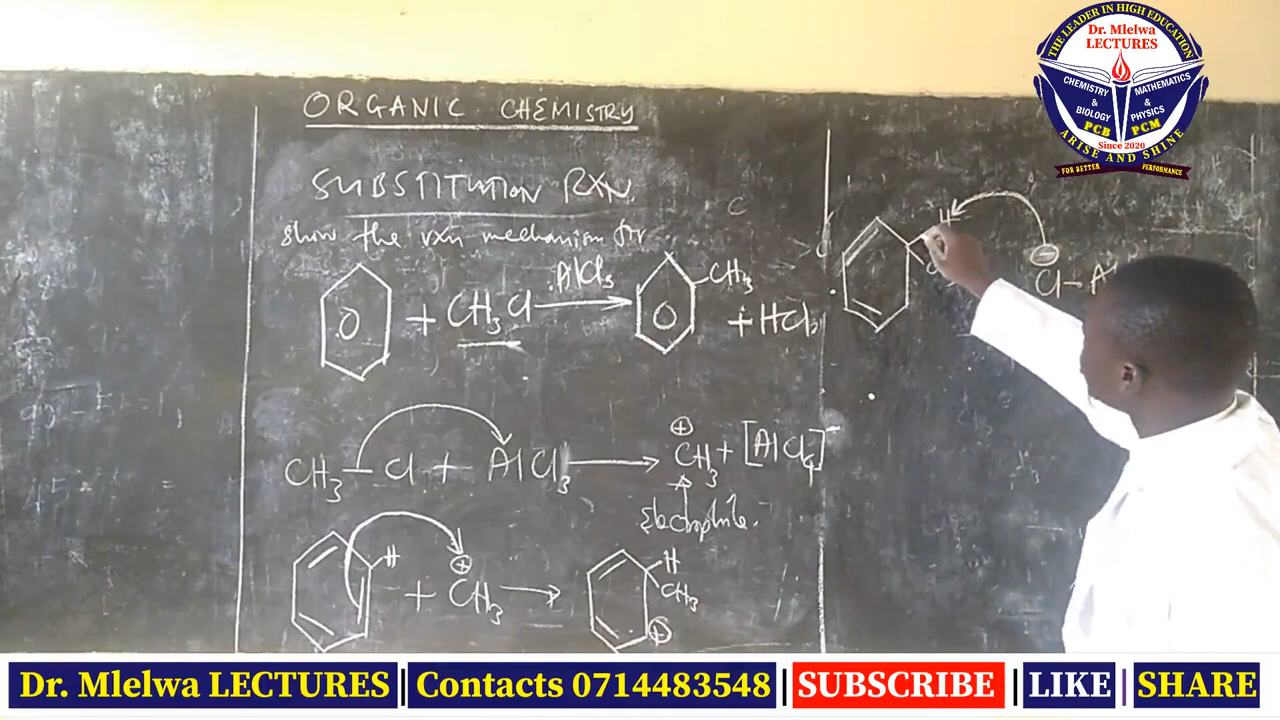 ORGANIC CHEMISTRY
SUBSTITUTION RXN.
show the rxn mechanism for
+ CH₃Cl
AlCl₃
CH₃
+ HCl
CH₃ – Cl + AlCl₃
⊕
CH₃ + [AlCl₄]⁻
Electrophile.
H
+
⊕
CH₃
H
CH₃
⊕
H
⊖
Cl – Al
THE LEADER IN HIGH EDUCATION
Dr. Mlelwa
LECTURES
CHEMISTRY
&
BIOLOGY
PCB
MATHEMATICS
&
PHYSICS
PCM
Since 2020
ARISE AND SHINE
FOR BETTER PERFORMANCE
Dr. Mlelwa LECTURES | Contacts 0714483548 | SUBSCRIBE | LIKE | SHARE